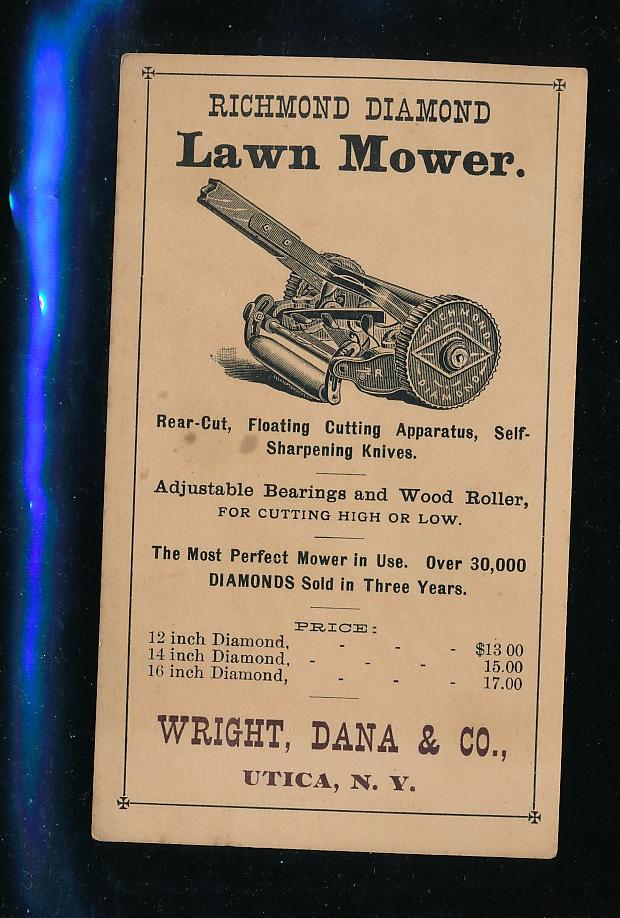 RICHMOND DIAMOND
Lawn Mower.
RICHMOND
DIAMOND
R
Rear-Cut, Floating Cutting Apparatus, Self-
Sharpening Knives.
Adjustable Bearings and Wood Roller,
FOR CUTTING HIGH OR LOW.
The Most Perfect Mower in Use. Over 30,000
DIAMONDS Sold in Three Years.
PRICE:
12 inch Diamond, - - - $13 00
14 inch Diamond, - - - 15.00
16 inch Diamond, - - - 17.00
WRIGHT, DANA & CO.,
UTICA, N. Y.